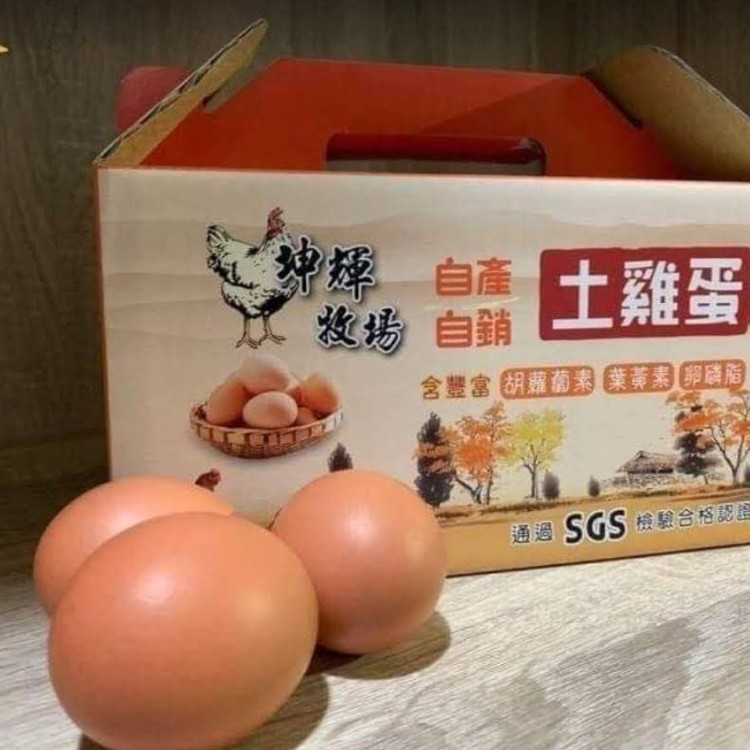 坤輝
牧場
自產
自銷
土雞蛋
含豐富 胡蘿蔔素 葉黃素 卵磷脂
通過 SGS 檢驗合格認證